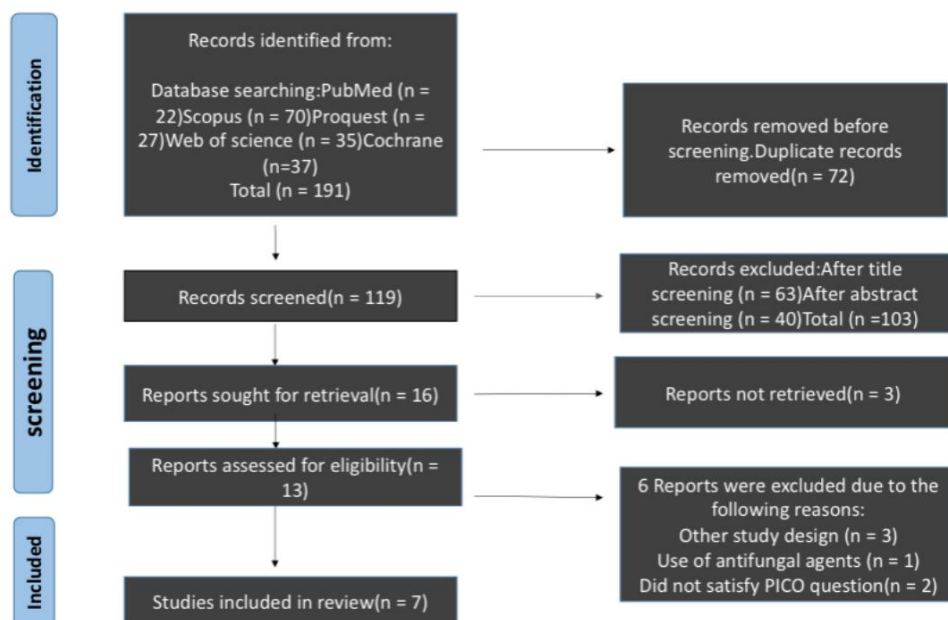 Identification
Records identified from:
Database searching:PubMed (n =
22)Scopus (n = 70)Proquest (n =
27)Web of science (n = 35)Cochrane
(n=37)
Total (n = 191)
Records removed before
screening.Duplicate records
removed(n = 72)
screening
Records screened(n = 119)
Records excluded:After title
screening (n = 63)After abstract
screening (n = 40)Total (n =103)
Reports sought for retrieval(n = 16)
Reports not retrieved(n = 3)
Reports assessed for eligibility(n =
13)
6 Reports were excluded due to the
following reasons:
Other study design (n = 3)
Use of antifungal agents (n = 1)
Did not satisfy PICO question(n = 2)
Included
Studies included in review(n = 7)